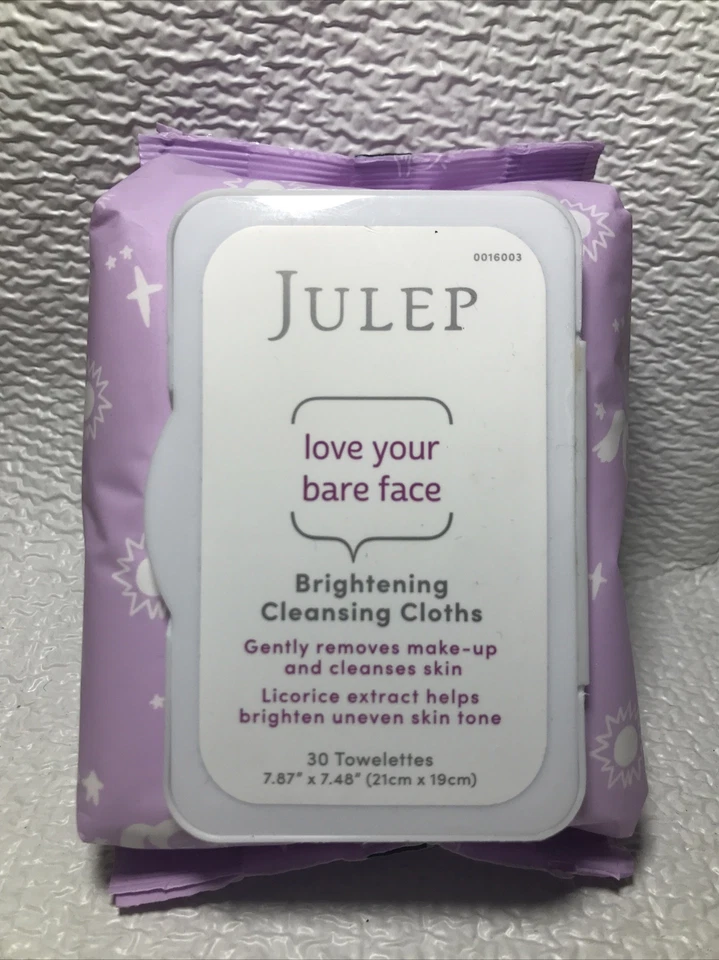 0016003
JULEP
love your
bare face
Brightening
Cleansing Cloths
Gently removes make-up
and cleanses skin
Licorice extract helps
brighten uneven skin tone
30 Towelettes
7.87" x 7.48" (21cm x 19cm)